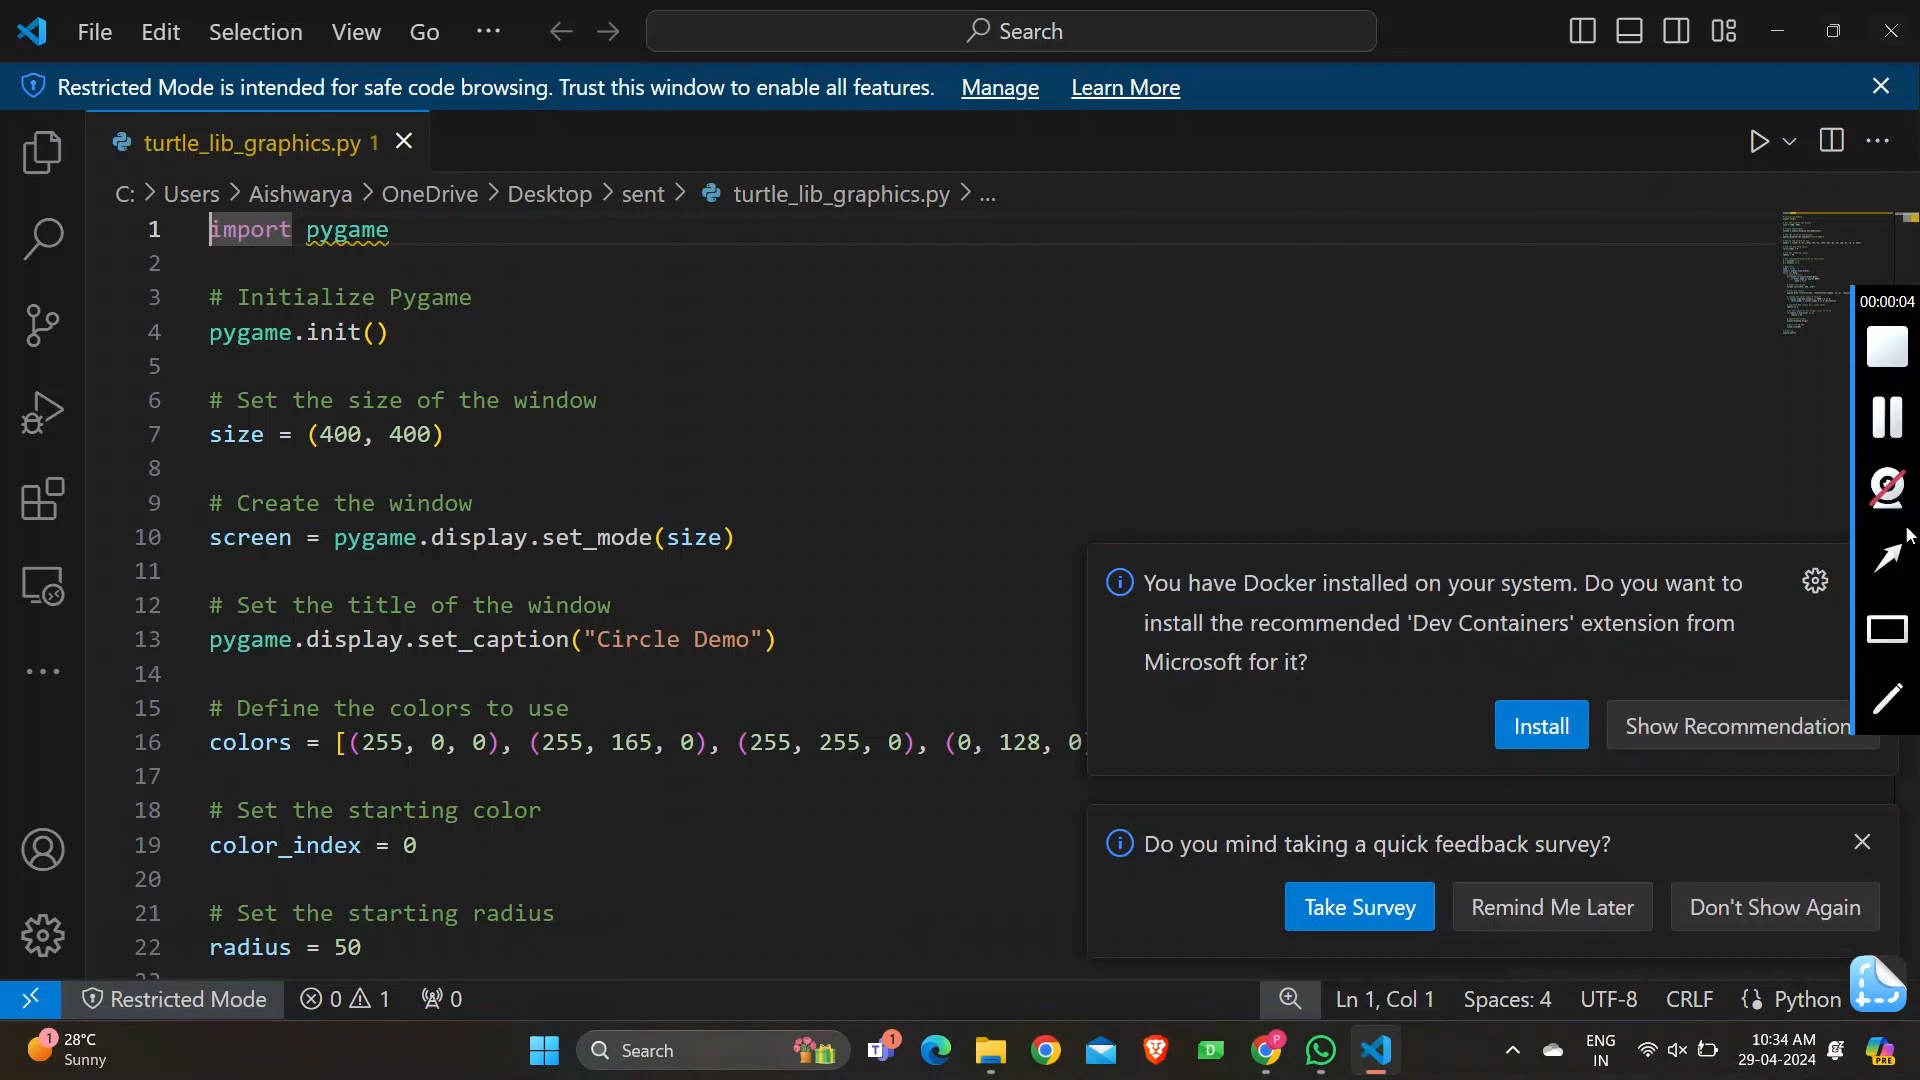 File Edit Selection View Go ··· Search
Restricted Mode is intended for safe code browsing. Trust this window to enable all features. Manage Learn More
turtle_lib_graphics.py 1
C: > Users > Aishwarya > OneDrive > Desktop > sent > turtle_lib_graphics.py > ...
1 import pygame
2
3 # Initialize Pygame
4 pygame.init()
5
6 # Set the size of the window
7 size = (400, 400)
8
9 # Create the window
10 screen = pygame.display.set_mode(size)
11
12 # Set the title of the window
13 pygame.display.set_caption("Circle Demo")
14
15 # Define the colors to use
16 colors = [(255, 0, 0), (255, 165, 0), (255, 255, 0), (0, 128, 0
17
18 # Set the starting color
19 color_index = 0
20
21 # Set the starting radius
22 radius = 50
00:00:04
You have Docker installed on your system. Do you want to
install the recommended 'Dev Containers' extension from
Microsoft for it?
Install Show Recommendation
Do you mind taking a quick feedback survey?
Take Survey Remind Me Later Don't Show Again
Restricted Mode 0 1 0 Ln 1, Col 1 Spaces: 4 UTF-8 CRLF Python
1 28°C
Sunny
Search
1
ENG
IN
10:34 AM
29-04-2024
PRE